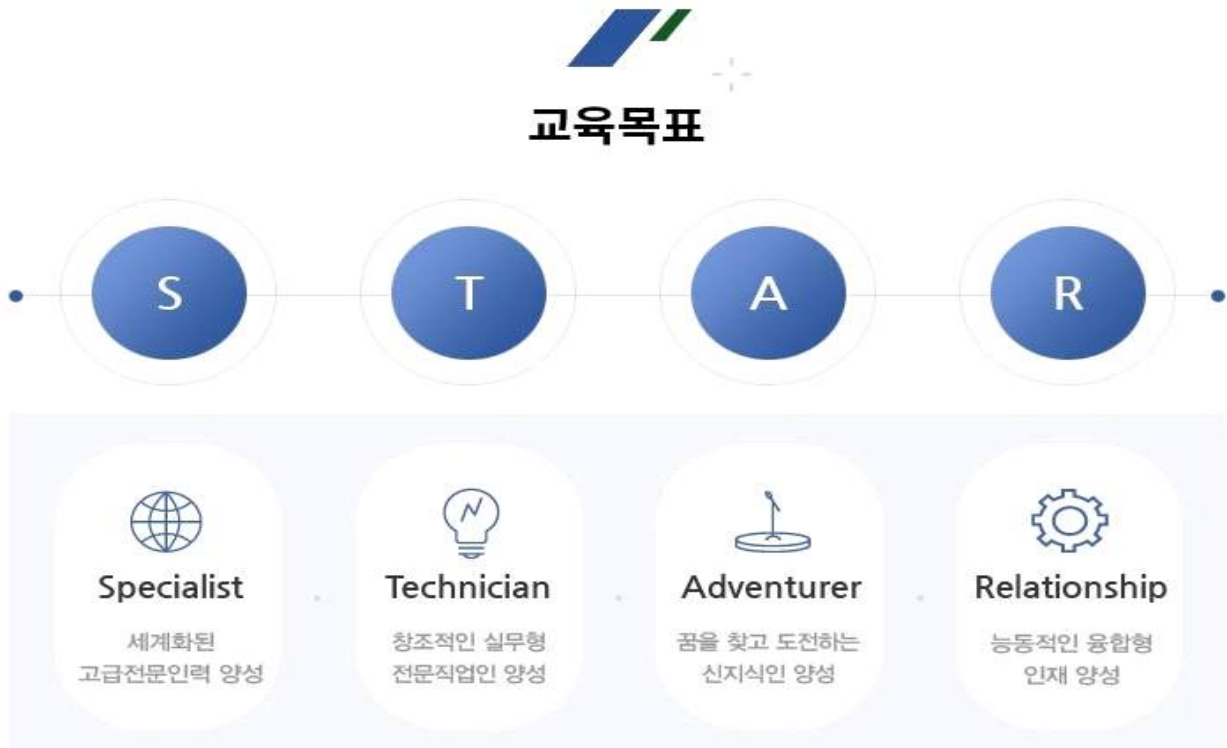 교육목표
S
T
A
R
Specialist
세계화된
고급전문인력 양성
Technician
창조적인 실무형
전문직업인 양성
Adventurer
꿈을 찾고 도전하는
신지식인 양성
Relationship
능동적인 융합형
인재 양성